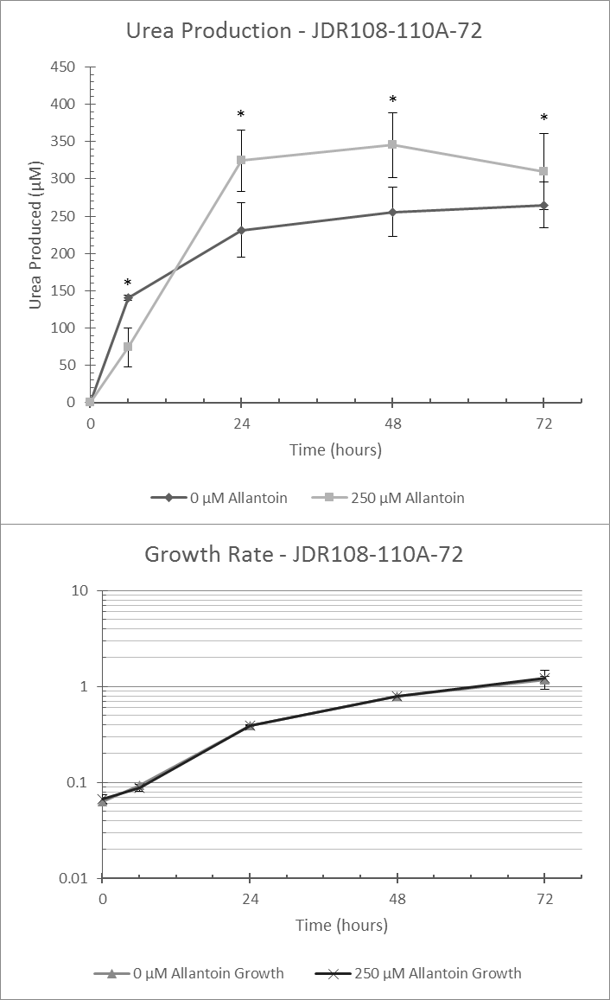 Urea Production - JDR108-110A-72
450
400
350
300
250
200
150
100
50
0
Urea Produced (µM)
*
*
*
*
0
24
48
72
Time (hours)
0 µM Allantoin
250 µM Allantoin
Growth Rate - JDR108-110A-72
10
1
0.1
0.01
0
24
48
72
Time (hours)
0 µM Allantoin Growth
250 µM Allantoin Growth